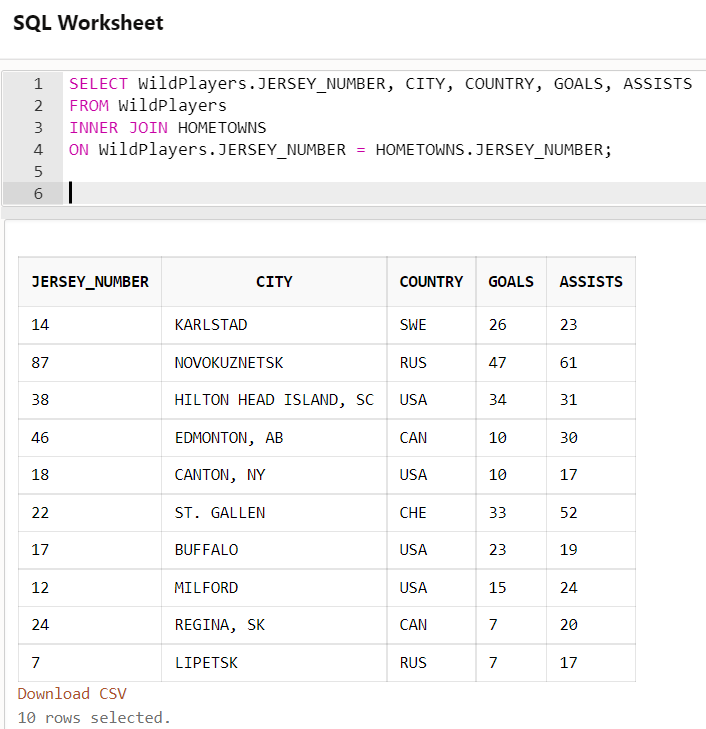 SQL Worksheet
1 SELECT WildPlayers.JERSEY_NUMBER, CITY, COUNTRY, GOALS, ASSISTS
2 FROM WildPlayers
3 INNER JOIN HOMETOWNS
4 ON WildPlayers.JERSEY_NUMBER = HOMETOWNS.JERSEY_NUMBER;
5
6
JERSEY_NUMBER CITY COUNTRY GOALS ASSISTS
14 KARLSTAD SWE 26 23
87 NOVOKUZNETSK RUS 47 61
38 HILTON HEAD ISLAND, SC USA 34 31
46 EDMONTON, AB CAN 10 30
18 CANTON, NY USA 10 17
22 ST. GALLEN CHE 33 52
17 BUFFALO USA 23 19
12 MILFORD USA 15 24
24 REGINA, SK CAN 7 20
7 LIPETSK RUS 7 17
Download CSV
10 rows selected.